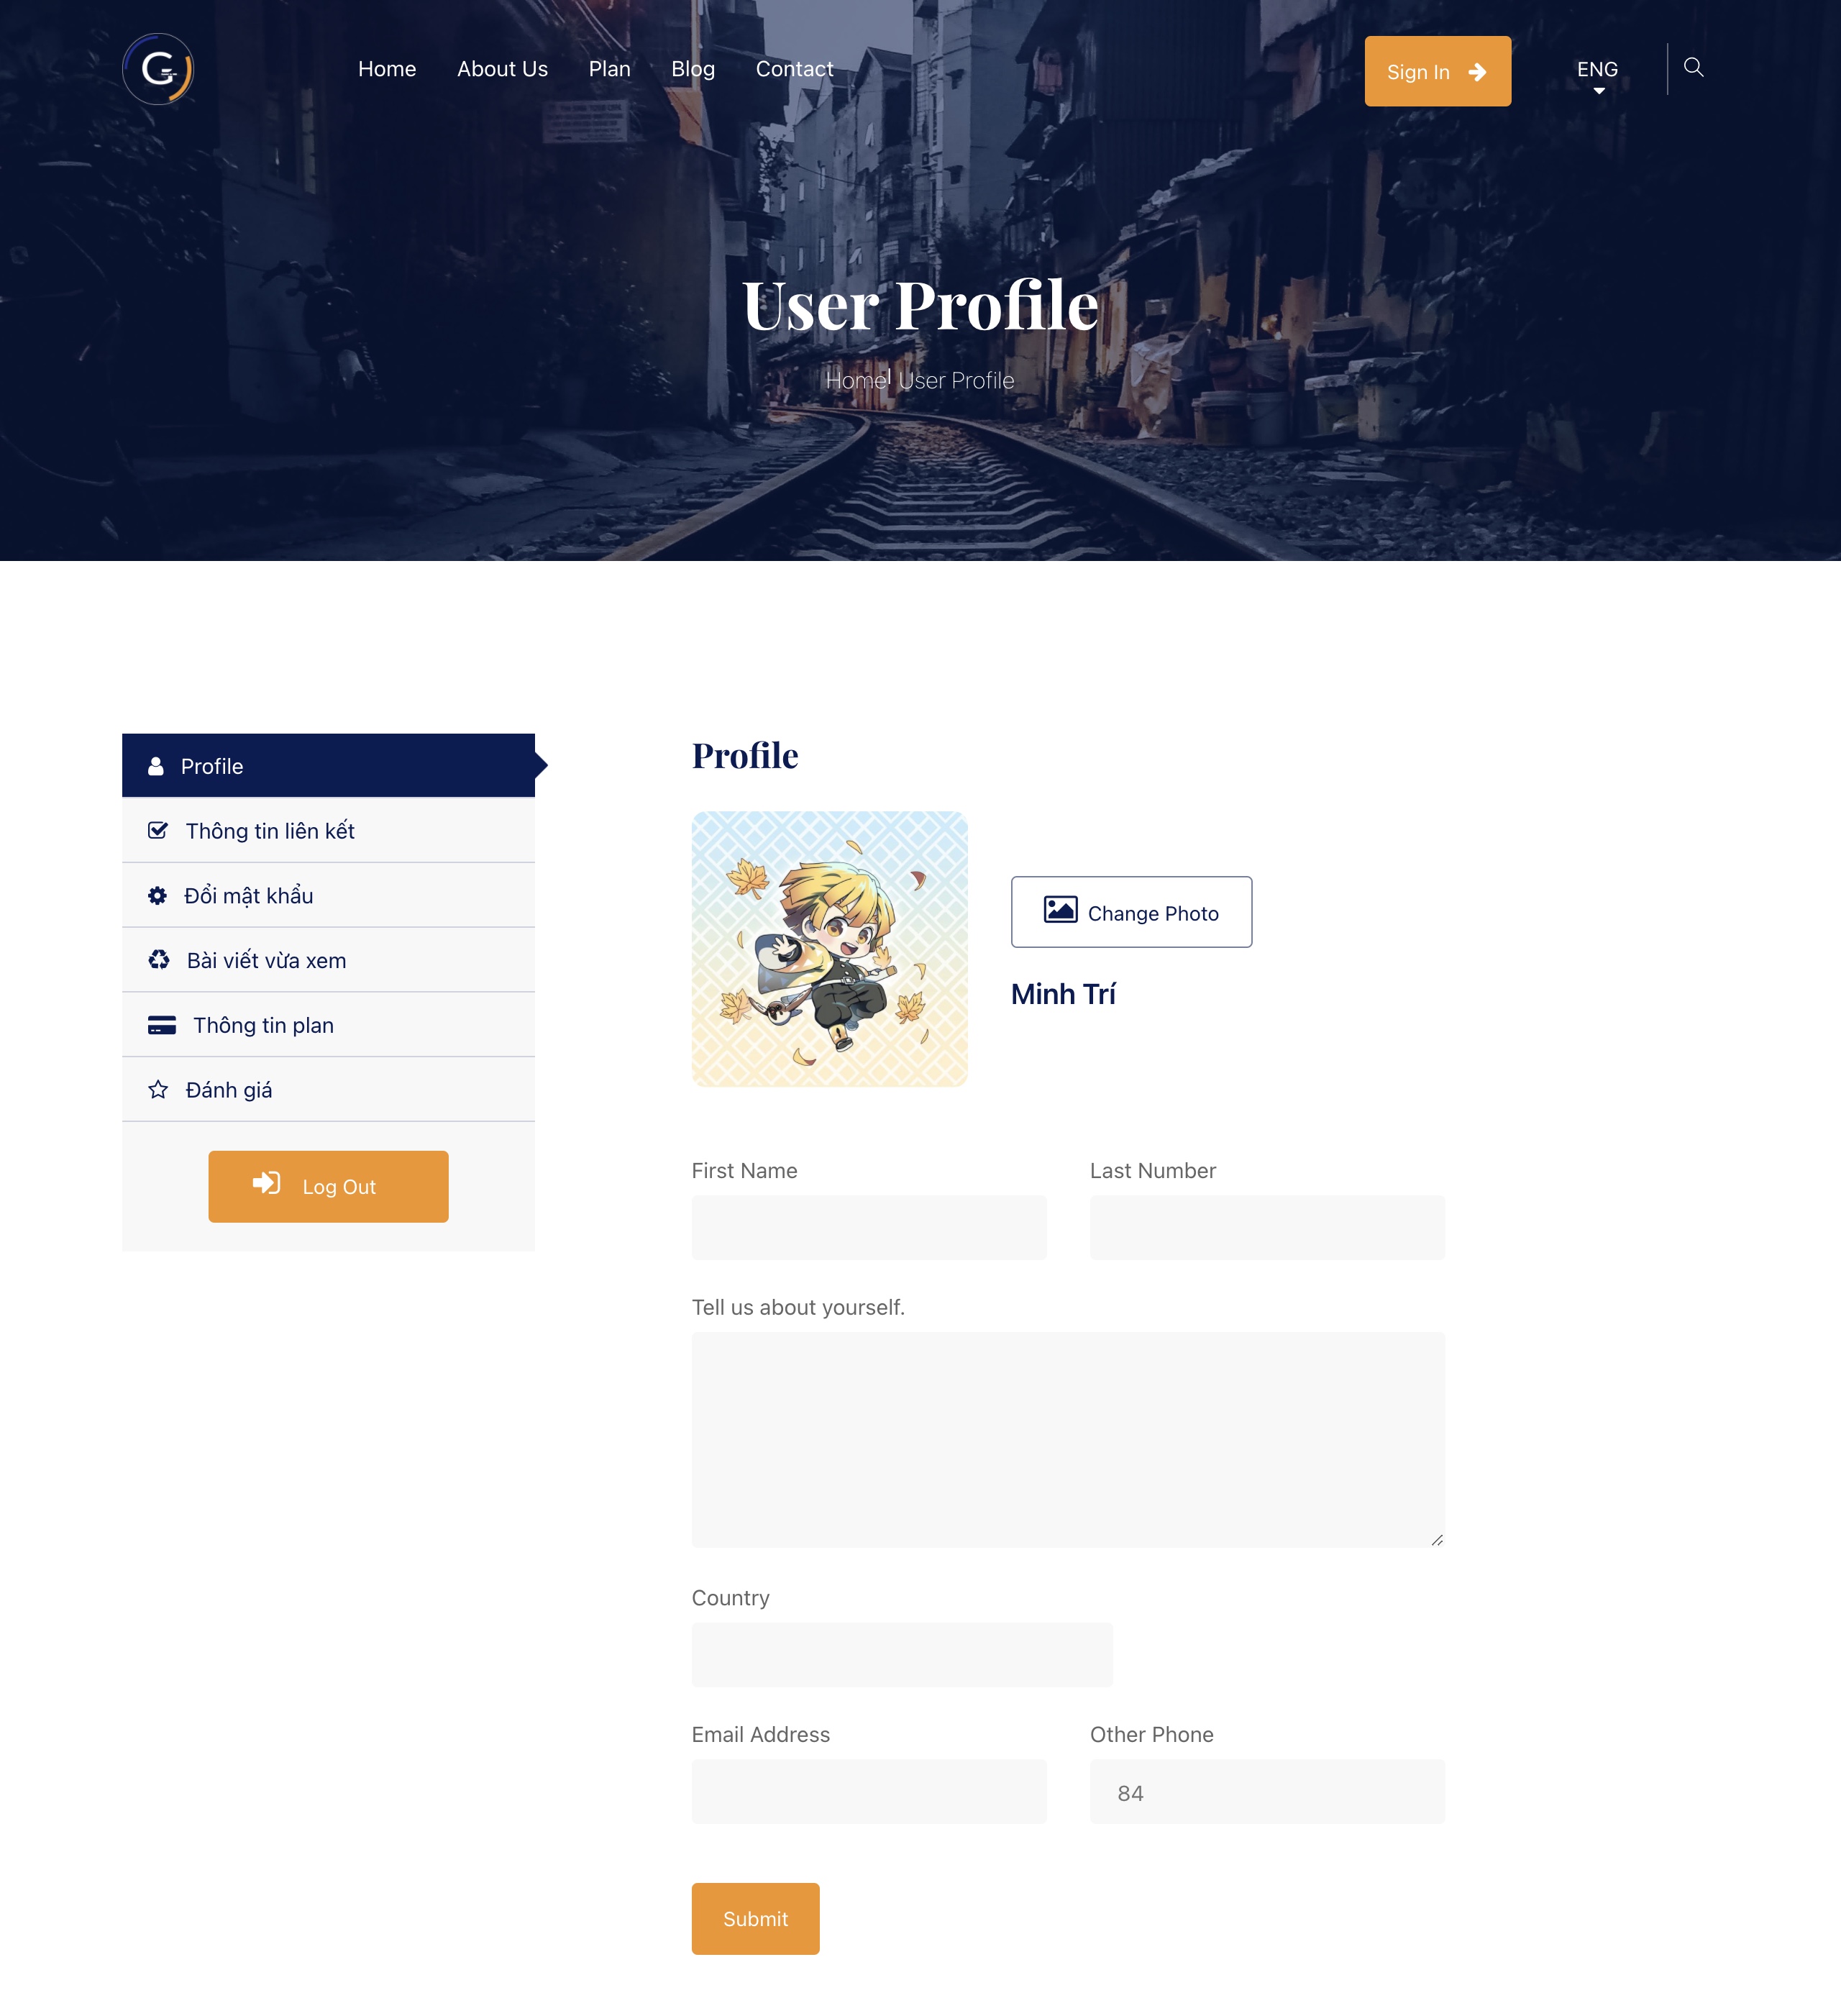 G
Home About Us Plan Blog Contact
Sign In
ENG
User Profile
Home| User Profile
Profile
Thông tin liên kết
Đổi mật khẩu
Bài viết vừa xem
Thông tin plan
Đánh giá
Log Out
Profile
Change Photo
Minh Trí
First Name
Last Number
Tell us about yourself.
Country
Email Address
Other Phone
84
Submit